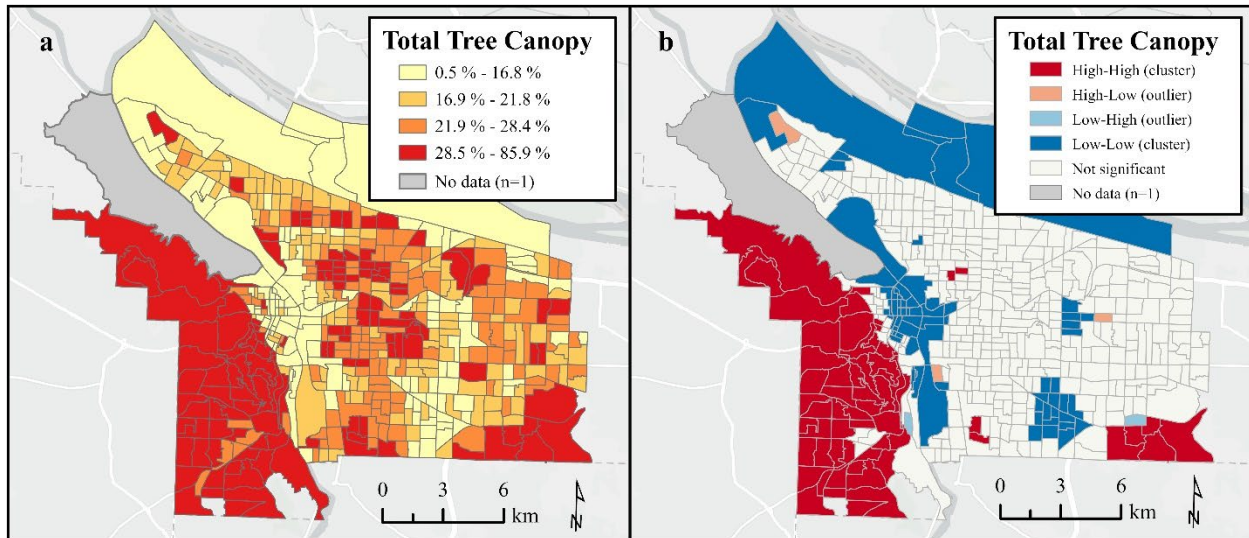 a
Total Tree Canopy
0.5 % - 16.8 %
16.9 % - 21.8 %
21.9 % - 28.4 %
28.5 % - 85.9 %
No data (n=1)
0 3 6
km
N
b
Total Tree Canopy
High-High (cluster)
High-Low (outlier)
Low-High (outlier)
Low-Low (cluster)
Not significant
No data (n=1)
0 3 6
km
N